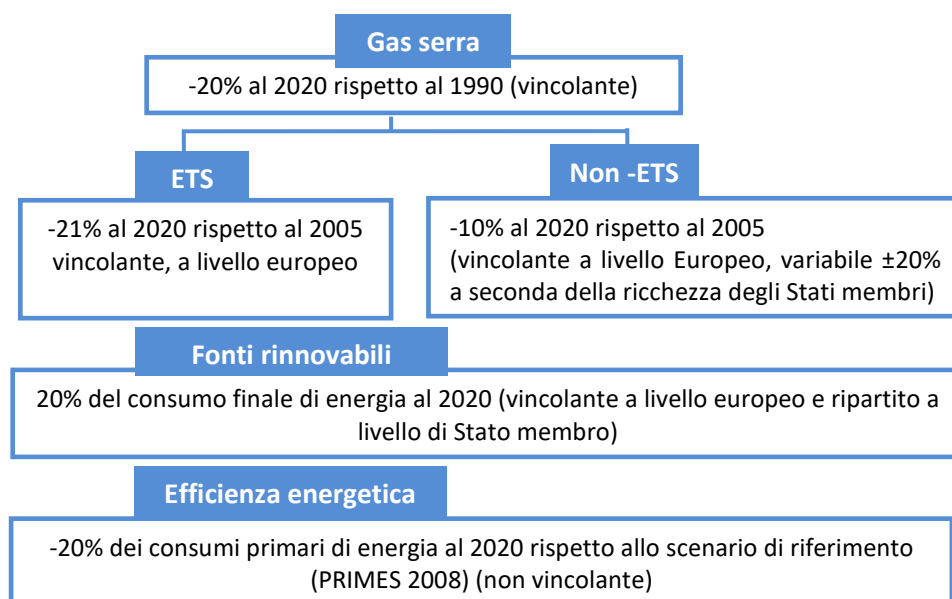 Gas serra
-20% al 2020 rispetto al 1990 (vincolante)
ETS
-21% al 2020 rispetto al 2005
vincolante, a livello europeo
Non -ETS
-10% al 2020 rispetto al 2005
(vincolante a livello Europeo, variabile ±20%
a seconda della ricchezza degli Stati membri)
Fonti rinnovabili
20% del consumo finale di energia al 2020 (vincolante a livello europeo e ripartito a
livello di Stato membro)
Efficienza energetica
-20% dei consumi primari di energia al 2020 rispetto allo scenario di riferimento
(PRIMES 2008) (non vincolante)